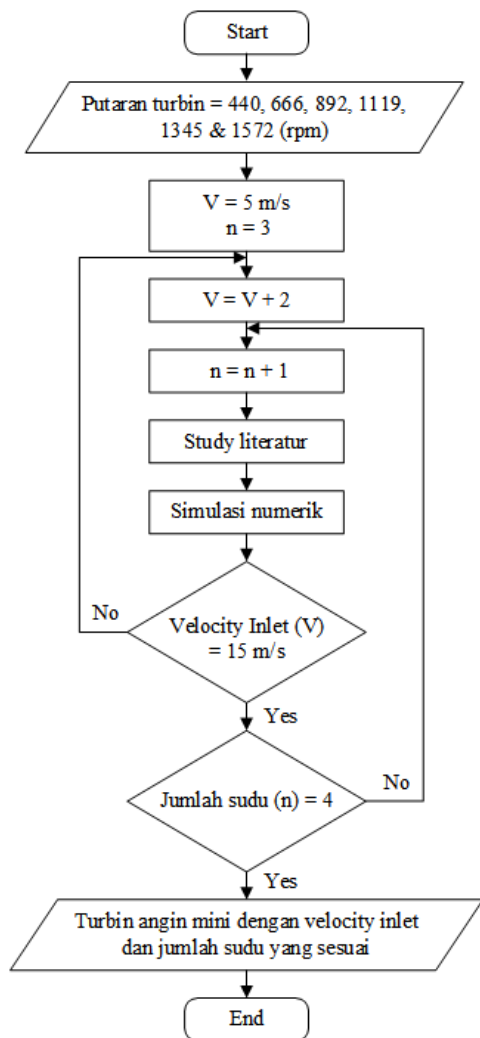 Start
Putaran turbin = 440, 666, 892, 1119,
1345 & 1572 (rpm)
V = 5 m/s
n = 3
V = V + 2
n = n + 1
Study literatur
Simulasi numerik
No
Velocity Inlet (V)
= 15 m/s
Yes
No
Jumlah sudu (n) = 4
Yes
Turbin angin mini dengan velocity inlet
dan jumlah sudu yang sesuai
End